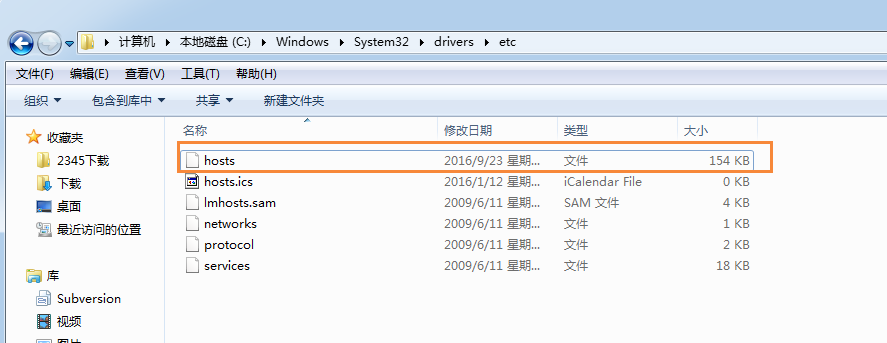 计算机 本地磁盘 (C:) Windows System32 drivers etc
文件(F) 编辑(E) 查看(V) 工具(T) 帮助(H)
组织 包含到库中 共享 新建文件夹
收藏夹
2345下载
下载
桌面
最近访问的位置
库
Subversion
视频
图片
名称 修改日期 类型 大小
hosts 2016/9/23 星期... 文件 154 KB
hosts.ics 2016/1/12 星期... iCalendar File 0 KB
lmhosts.sam 2009/6/11 星期... SAM 文件 4 KB
networks 2009/6/11 星期... 文件 1 KB
protocol 2009/6/11 星期... 文件 2 KB
services 2009/6/11 星期... 文件 18 KB